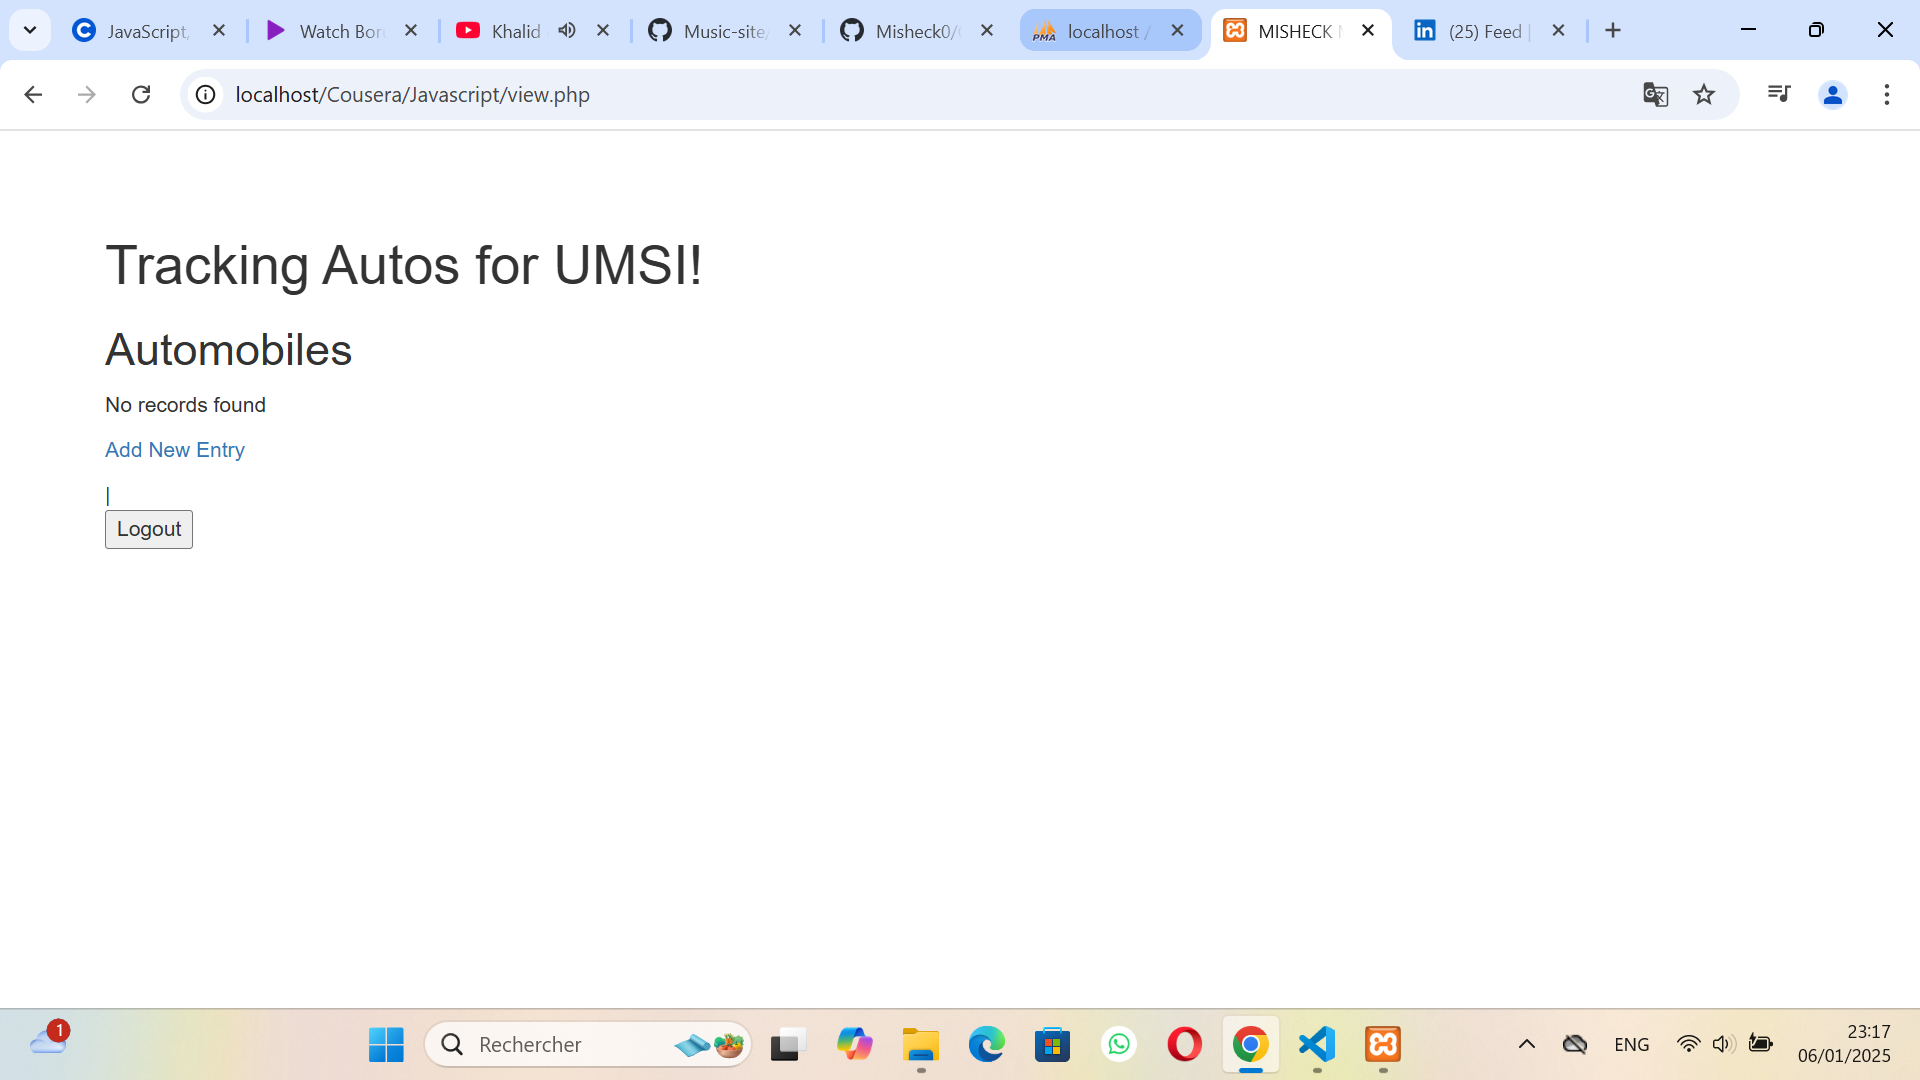 JavaScript,
Watch Bor
Khalid
Music-site/
Misheck0/
localhost /
MISHECK
(25) Feed |
localhost/Cousera/Javascript/view.php
Tracking Autos for UMSI!
Automobiles
No records found
Add New Entry
|
Logout
1
Rechercher
ENG
23:17
06/01/2025